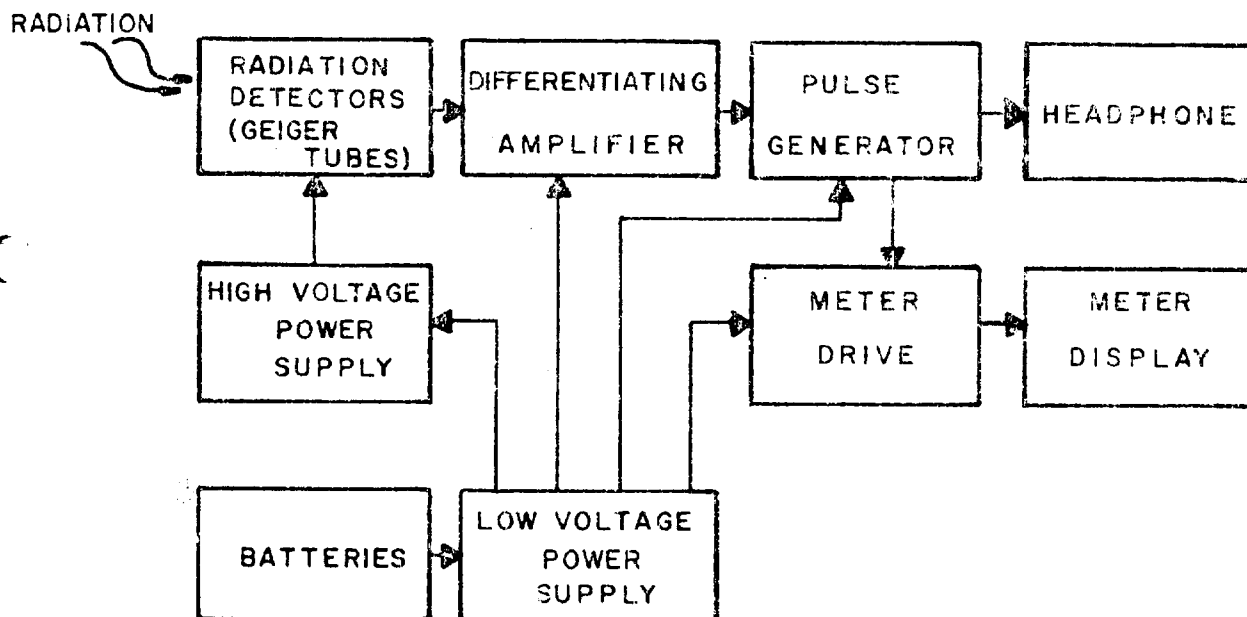 RADIATION
RADIATION
DETECTORS
(GEIGER
TUBES)
DIFFERENTIATING
AMPLIFIER
PULSE
GENERATOR
HEADPHONE
HIGH VOLTAGE
POWER
SUPPLY
METER
DRIVE
METER
DISPLAY
BATTERIES
LOW VOLTAGE
POWER
SUPPLY